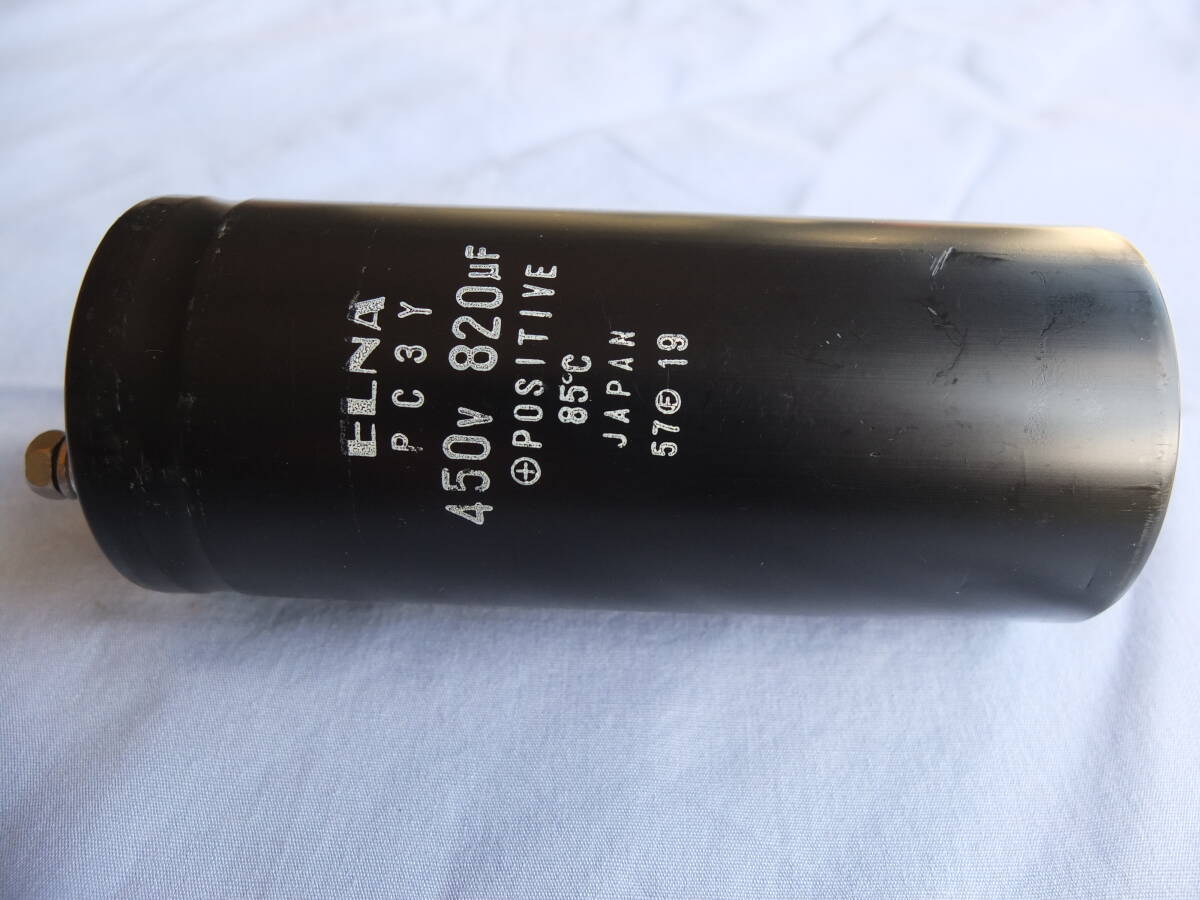 ELNA
PC3Y
450V 820µF
⊕POSITIVE
85°C
JAPAN
57Ⓔ19